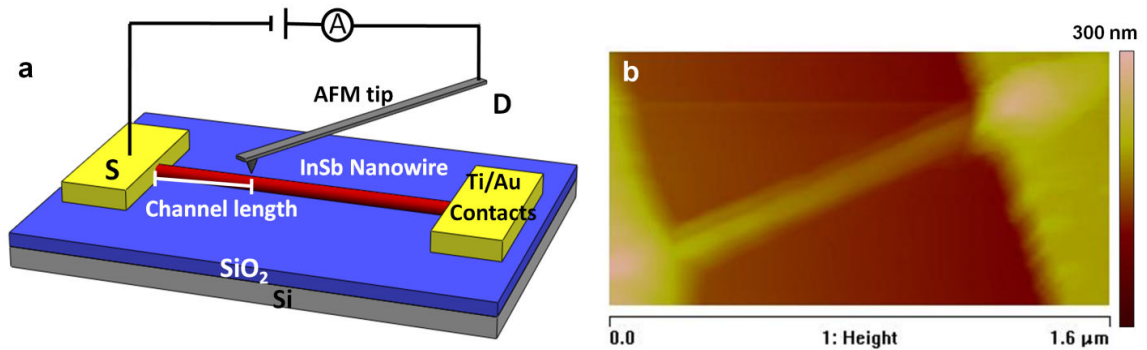 a
A
AFM tip
D
S
InSb Nanowire
Ti/Au
Contacts
Channel length
SiO₂
Si
b
300 nm
0.0
1: Height
1.6 μm